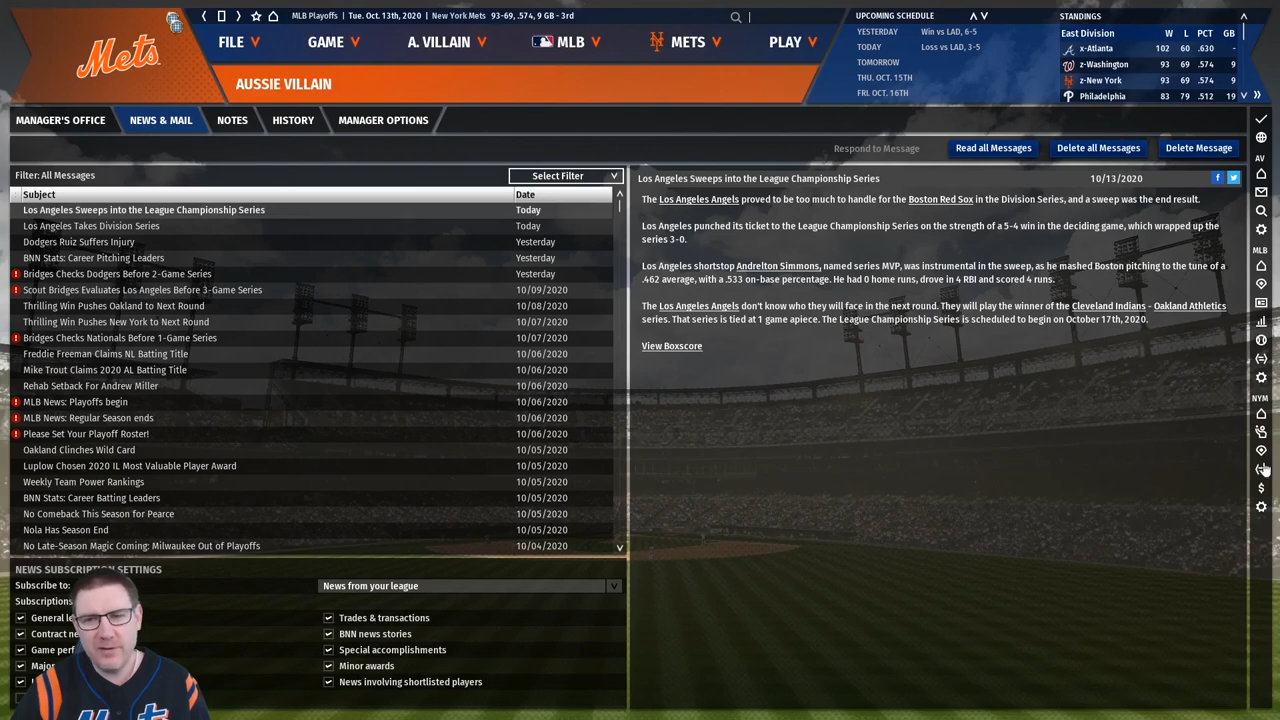 Mets
MLB Playoffs | Tue. Oct. 13th, 2020 | New York Mets 93-69, .574, 9 GB - 3rd
FILE
GAME
A. VILLAIN
MLB
METS
PLAY
AUSSIE VILLAIN
UPCOMING SCHEDULE
YESTERDAY Win vs LAD, 6-5
TODAY Loss vs LAD, 3-5
TOMORROW
THU. OCT. 15TH
FRI. OCT. 16TH
STANDINGS
East Division W L PCT GB
x-Atlanta 102 60 .630 -
z-Washington 93 69 .574 9
z-New York 93 69 .574 9
Philadelphia 83 79 .512 19
MANAGER'S OFFICE
NEWS & MAIL
NOTES
HISTORY
MANAGER OPTIONS
Respond to Message
Read all Messages
Delete all Messages
Delete Message
Filter: All Messages
Select Filter
Subject Date
Los Angeles Sweeps into the League Championship Series Today
Los Angeles Takes Division Series Today
Dodgers Ruiz Suffers Injury Yesterday
BNN Stats: Career Pitching Leaders Yesterday
Bridges Checks Dodgers Before 2-Game Series Yesterday
Scout Bridges Evaluates Los Angeles Before 3-Game Series 10/09/2020
Thrilling Win Pushes Oakland to Next Round 10/08/2020
Thrilling Win Pushes New York to Next Round 10/07/2020
Bridges Checks Nationals Before 1-Game Series 10/07/2020
Freddie Freeman Claims NL Batting Title 10/06/2020
Mike Trout Claims 2020 AL Batting Title 10/06/2020
Rehab Setback For Andrew Miller 10/06/2020
MLB News: Playoffs begin 10/06/2020
MLB News: Regular Season ends 10/06/2020
Please Set Your Playoff Roster! 10/06/2020
Oakland Clinches Wild Card 10/05/2020
Luplow Chosen 2020 IL Most Valuable Player Award 10/05/2020
Weekly Team Power Rankings 10/05/2020
BNN Stats: Career Batting Leaders 10/05/2020
No Comeback This Season for Pearce 10/05/2020
Nola Has Season End 10/05/2020
No Late-Season Magic Coming: Milwaukee Out of Playoffs 10/04/2020
Los Angeles Sweeps into the League Championship Series 10/13/2020
The Los Angeles Angels proved to be too much to handle for the Boston Red Sox in the Division Series, and a sweep was the end result.
Los Angeles punched its ticket to the League Championship Series on the strength of a 5-4 win in the deciding game, which wrapped up the
series 3-0.
Los Angeles shortstop Andrelton Simmons, named series MVP, was instrumental in the sweep, as he mashed Boston pitching to the tune of a
.462 average, with a .533 on-base percentage. He had 0 home runs, drove in 4 RBI and scored 4 runs.
The Los Angeles Angels don't know who they will face in the next round. They will play the winner of the Cleveland Indians - Oakland Athletics
series. That series is tied at 1 game apiece. The League Championship Series is scheduled to begin on October 17th, 2020.
View Boxscore
AV
MLB
NYM
$
NEWS SUBSCRIPTION SETTINGS
Subscribe to: News from your league
Subscriptions
General le
Trades & transactions
Contract ne
BNN news stories
Game perf
Special accomplishments
Major
Minor awards
News involving shortlisted players
Mets